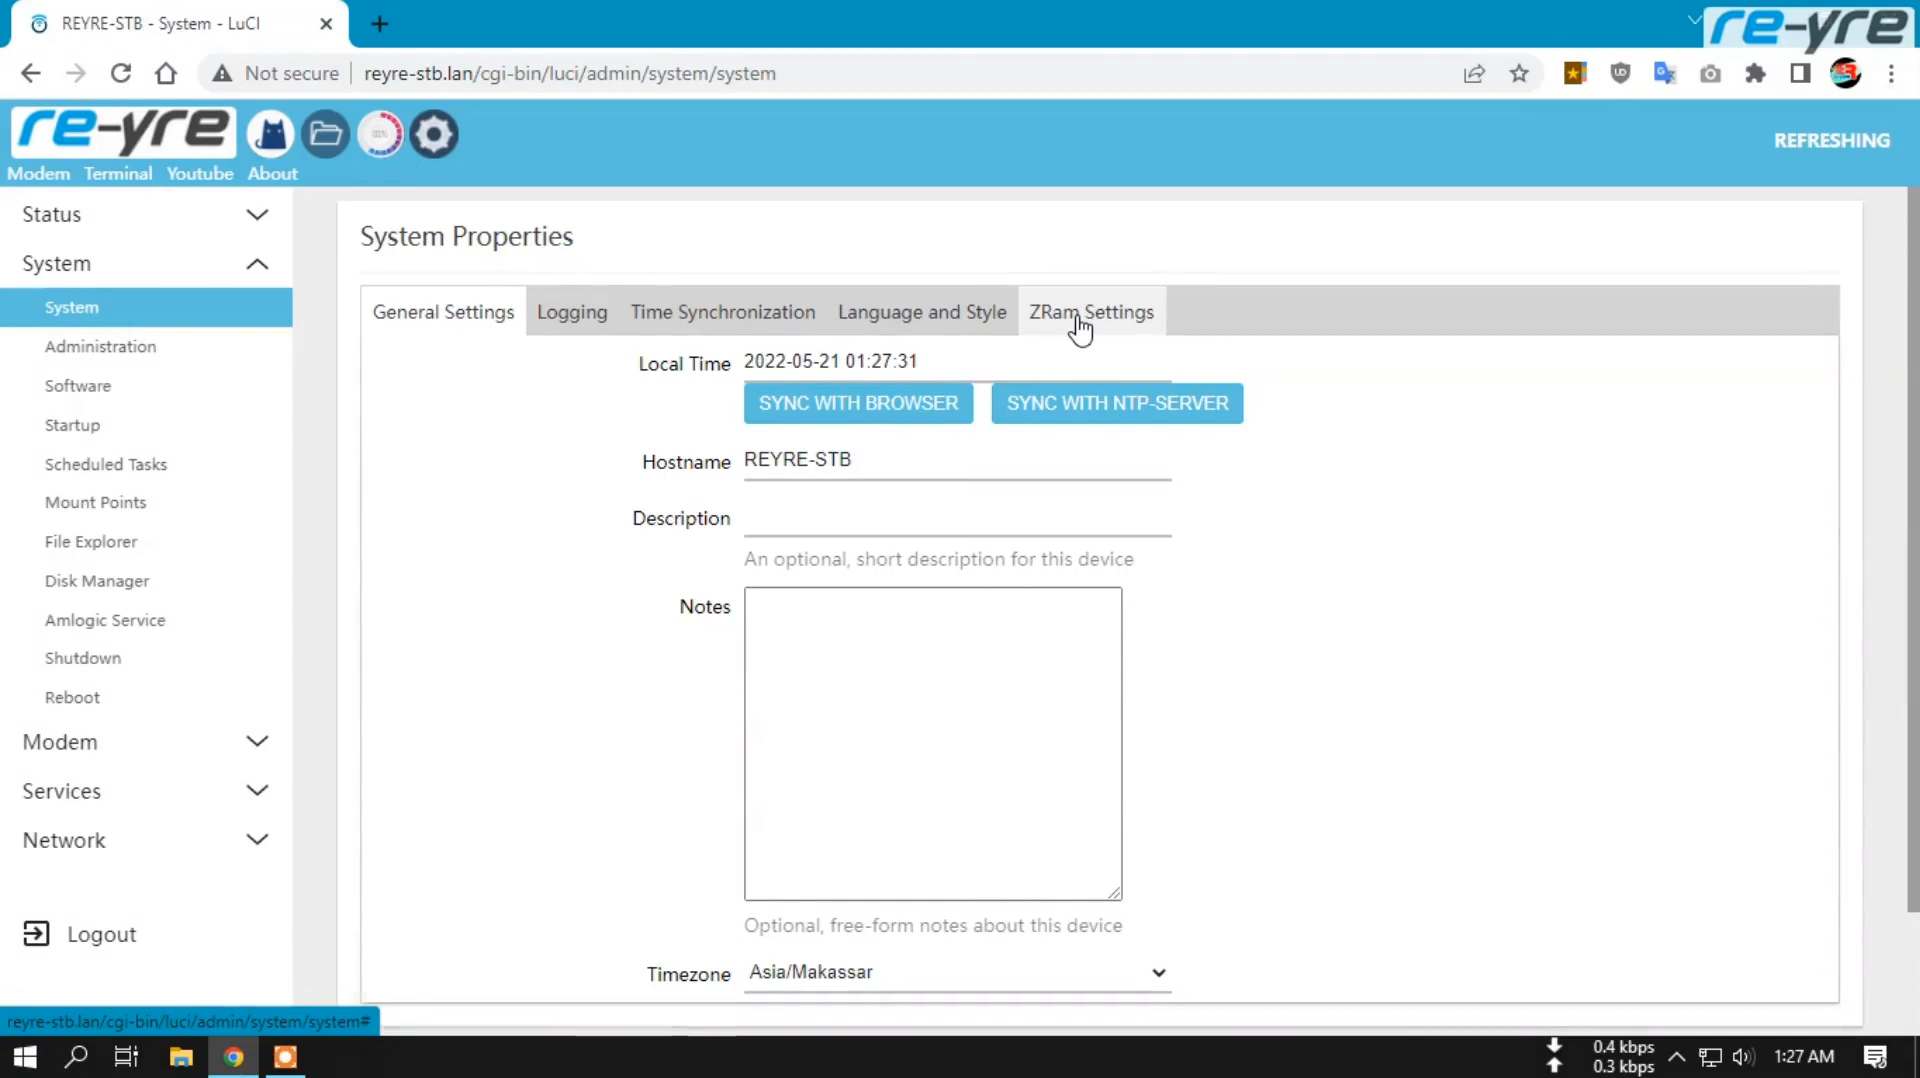 REYRE-STB - System - LuCI
re-yre
Not secure
reyre-stb.lan/cgi-bin/luci/admin/system/system
re-yre
REFRESHING
Modem Terminal Youtube About
Status
System
System
Administration
Software
Startup
Scheduled Tasks
Mount Points
File Explorer
Disk Manager
Amlogic Service
Shutdown
Reboot
Modem
Services
Network
Logout
System Properties
General Settings Logging Time Synchronization Language and Style ZRam Settings
Local Time 2022-05-21 01:27:31
SYNC WITH BROWSER SYNC WITH NTP-SERVER
Hostname REYRE-STB
Description
An optional, short description for this device
Notes
Optional, free-form notes about this device
Timezone Asia/Makassar
reyre-stb.lan/cgi-bin/luci/admin/system/system#
0.4 kbps
0.3 kbps
1:27 AM